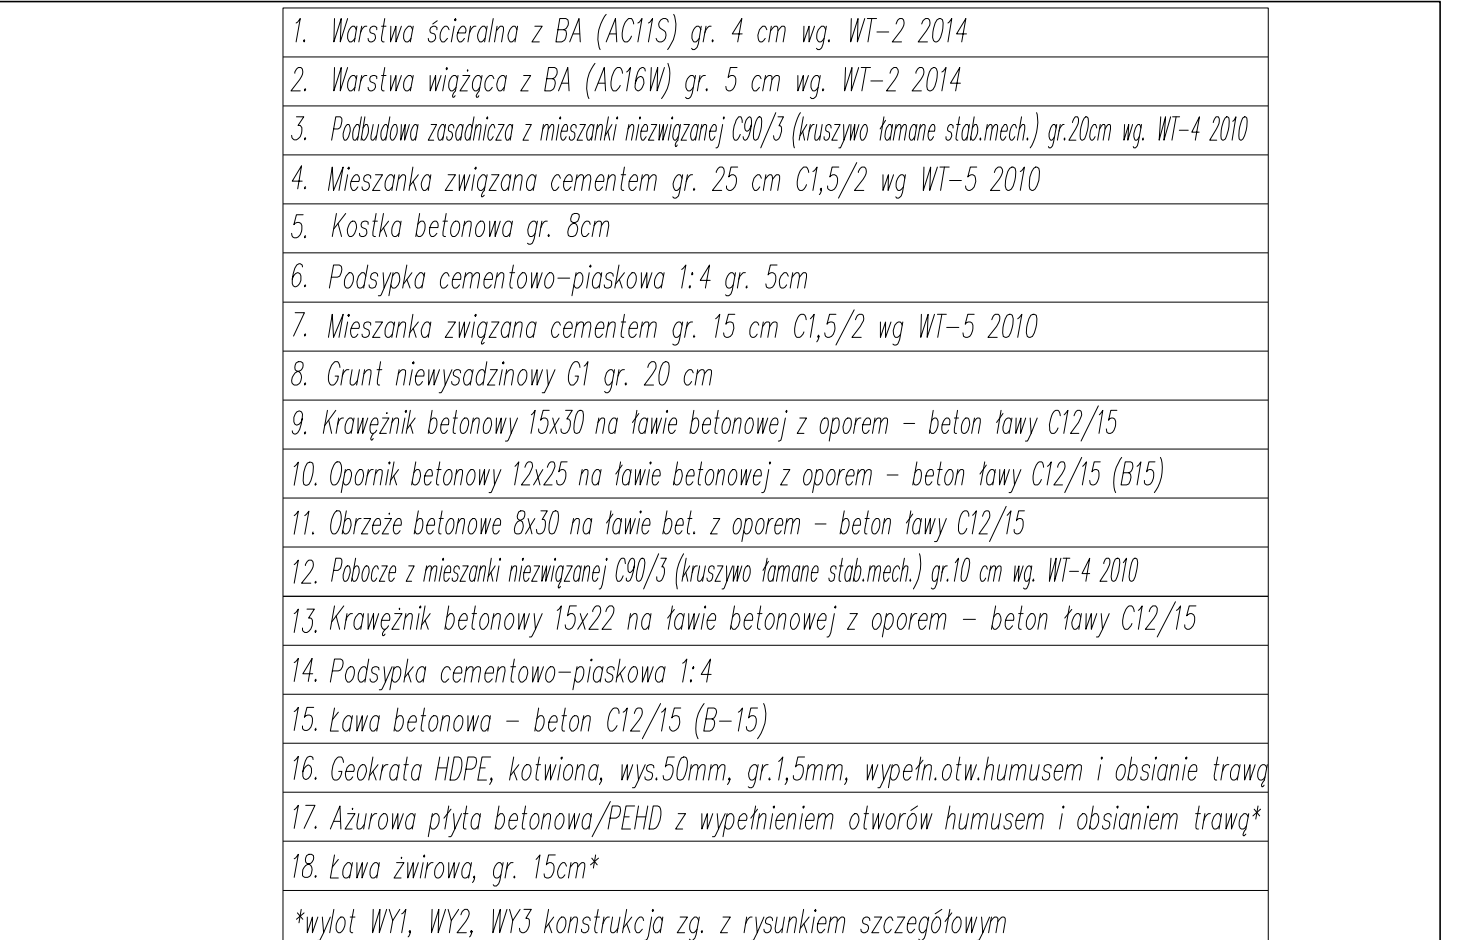 1. Warstwa ścieralna z BA (AC11S) gr. 4 cm wg. WT-2 2014
2. Warstwa wiążąca z BA (AC16W) gr. 5 cm wg. WT-2 2014
3. Podbudowa zasadnicza z mieszanki niezwiązanej C90/3 (kruszywo łamane stab.mech.) gr.20cm wg. WT-4 2010
4. Mieszanka związana cementem gr. 25 cm C1,5/2 wg WT-5 2010
5. Kostka betonowa gr. 8cm
6. Podsypka cementowo-piaskowa 1:4 gr. 5cm
7. Mieszanka związana cementem gr. 15 cm C1,5/2 wg WT-5 2010
8. Grunt niewysadzinowy G1 gr. 20 cm
9. Krawężnik betonowy 15x30 na ławie betonowej z oporem - beton ławy C12/15
10. Opornik betonowy 12x25 na ławie betonowej z oporem - beton ławy C12/15 (B15)
11. Obrzeże betonowe 8x30 na ławie bet. z oporem - beton ławy C12/15
12. Pobocze z mieszanki niezwiązanej C90/3 (kruszywo łamane stab.mech.) gr.10 cm wg. WT-4 2010
13. Krawężnik betonowy 15x22 na ławie betonowej z oporem - beton ławy C12/15
14. Podsypka cementowo-piaskowa 1:4
15. Ława betonowa - beton C12/15 (B-15)
16. Geokrata HDPE, kotwiona, wys.50mm, gr.1,5mm, wypełn.otw.humusem i obsianie trawą
17. Ażurowa płyta betonowa/PEHD z wypełnieniem otworów humusem i obsianiem trawą*
18. Ława żwirowa, gr. 15cm*
*wylot WY1, WY2, WY3 konstrukcja zg. z rysunkiem szczegółowym